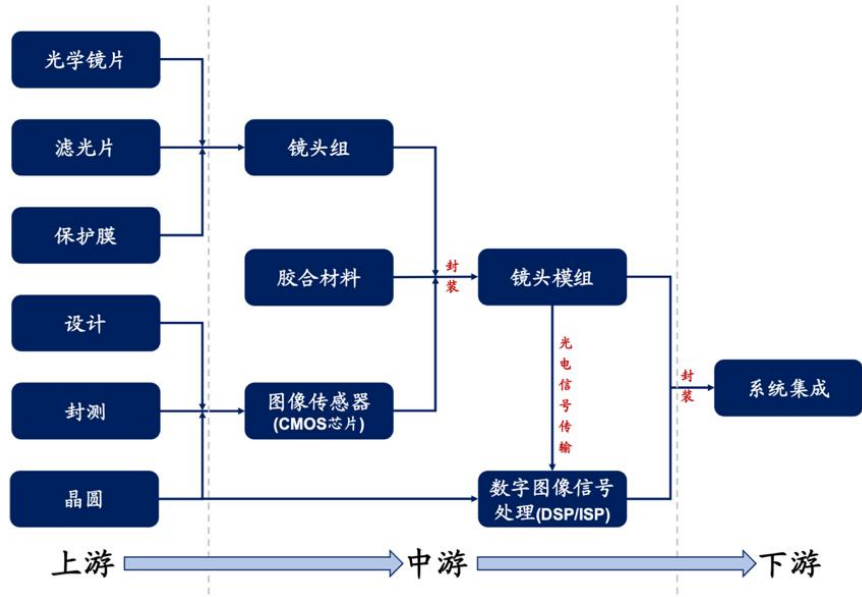 光学镜片
滤光片
保护膜
设计
封测
晶圆
镜头组
胶合材料
图像传感器
(CMOS芯片)
封装
镜头模组
光电信号传输
数字图像信号
处理(DSP/ISP)
封装
系统集成
上游
中游
下游